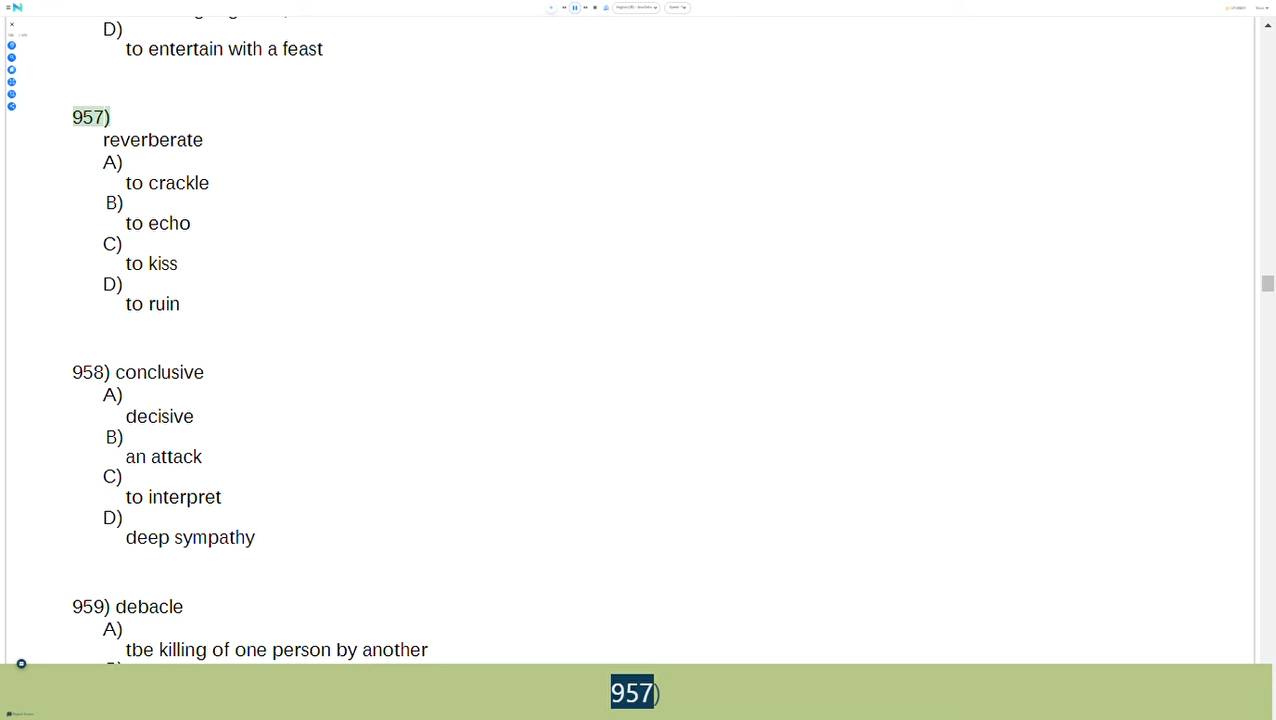 D)
to entertain with a feast
957)
reverberate
A)
to crackle
B)
to echo
C)
to kiss
D)
to ruin
958) conclusive
A)
decisive
B)
an attack
C)
to interpret
D)
deep sympathy
959) debacle
A)
tbe killing of one person by another
957)